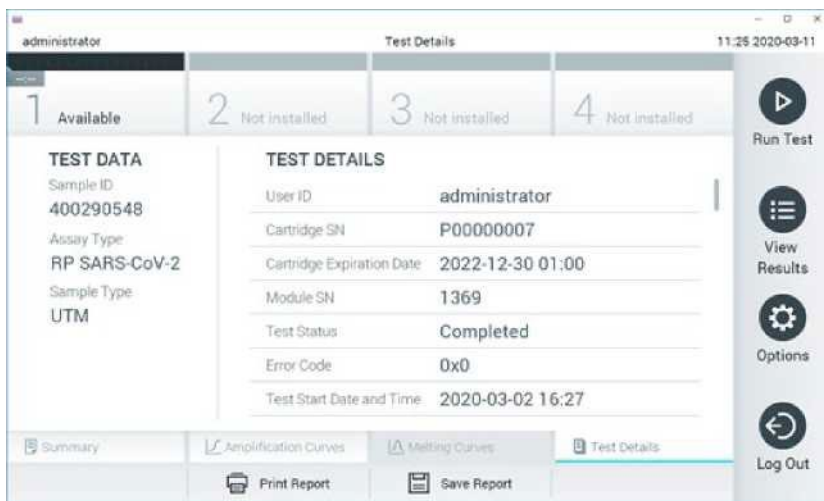 administrator Test Details 11:25 2020-03-11
1 Available 2 Not installed 3 Not installed 4 Not installed
Run Test
TEST DATA
Sample ID
400290548
Assay Type
RP SARS-CoV-2
Sample Type
UTM
TEST DETAILS
User ID administrator
Cartridge SN P00000007
Cartridge Expiration Date 2022-12-30 01:00
Module SN 1369
Test Status Completed
Error Code 0x0
Test Start Date and Time 2020-03-02 16:27
View
Results
Options
Log Out
Summary Amplification Curves Melting Curves Test Details
Print Report Save Report